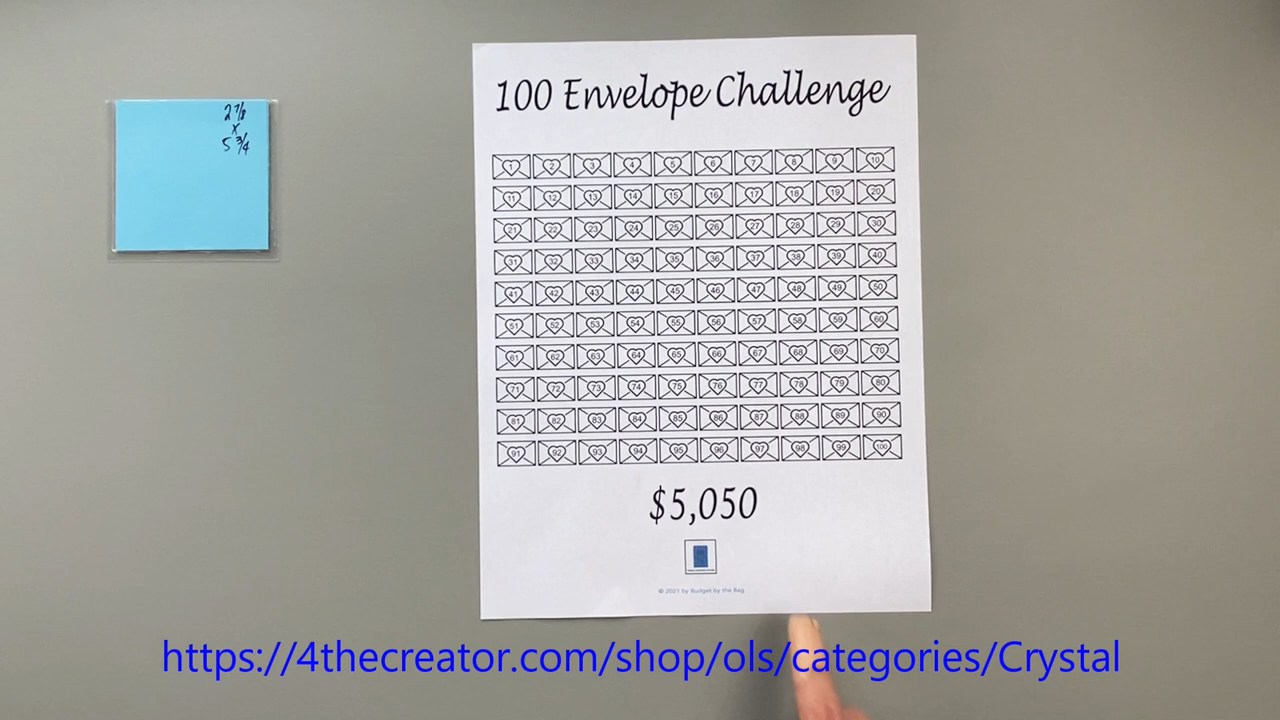 2 7/8
x
5 3/4
100 Envelope Challenge
1 2 3 4 5 6 7 8 9 10
11 12 13 14 15 16 17 18 19 20
21 22 23 24 25 26 27 28 29 30
31 32 33 34 35 36 37 38 39 40
41 42 43 44 45 46 47 48 49 50
51 52 53 54 55 56 57 58 59 60
61 62 63 64 65 66 67 68 69 70
71 72 73 74 75 76 77 78 79 80
81 82 83 84 85 86 87 88 89 90
91 92 93 94 95 96 97 98 99 100
$5,050
© 2021 by Budget by the Bag
https://4thecreator.com/shop/ols/categories/Crystal